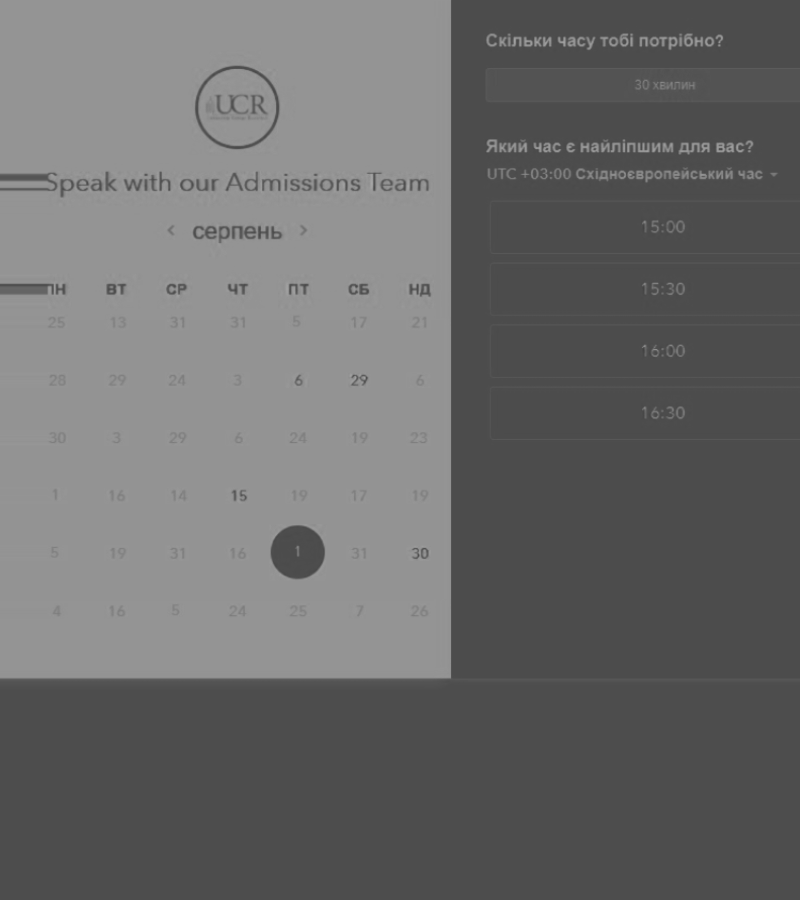 UCR
Speak with our Admissions Team
серпень
ПН ВТ СР ЧТ ПТ СБ НД
25 13 31 31 5 17 21
28 29 24 3 6 29 6
30 3 29 6 24 19 23
1 16 14 15 19 17 19
5 19 31 16 1 31 30
4 16 5 24 25 7 26
Скільки часу тобі потрібно?
30 хвилин
Який час є найліпшим для вас?
UTC +03:00 Східноєвропейський час
15:00
15:30
16:00
16:30